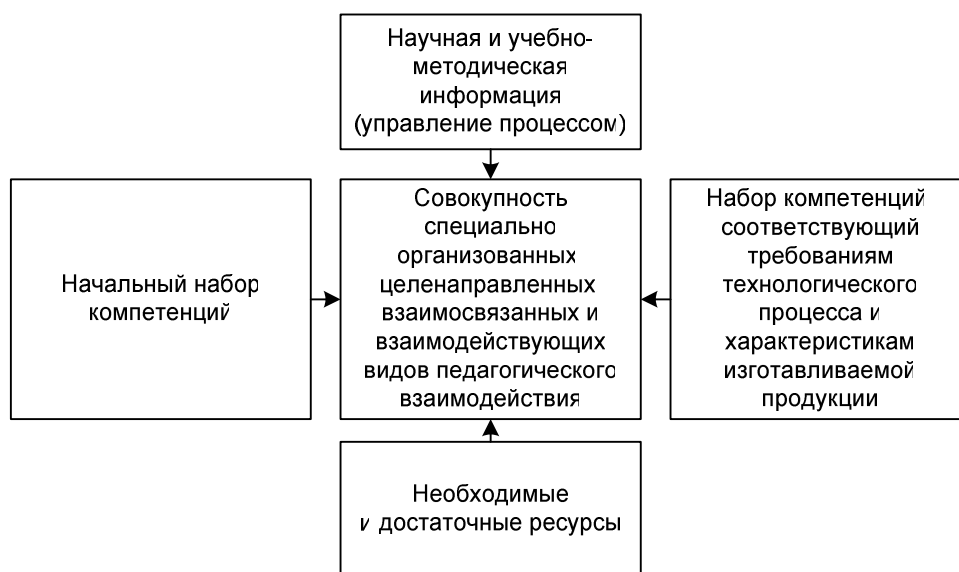 Научная и учебно-
методическая
информация
(управление процессом)
Начальный набор
компетенций
Совокупность
специально
организованных
целенаправленных
взаимосвязанных и
взаимодействующих
видов педагогического
взаимодействия
Набор компетенций
соответствующий
требованиям
технологического
процесса и
характеристикам
изготавливаемой
продукции
Необходимые
и достаточные ресурсы